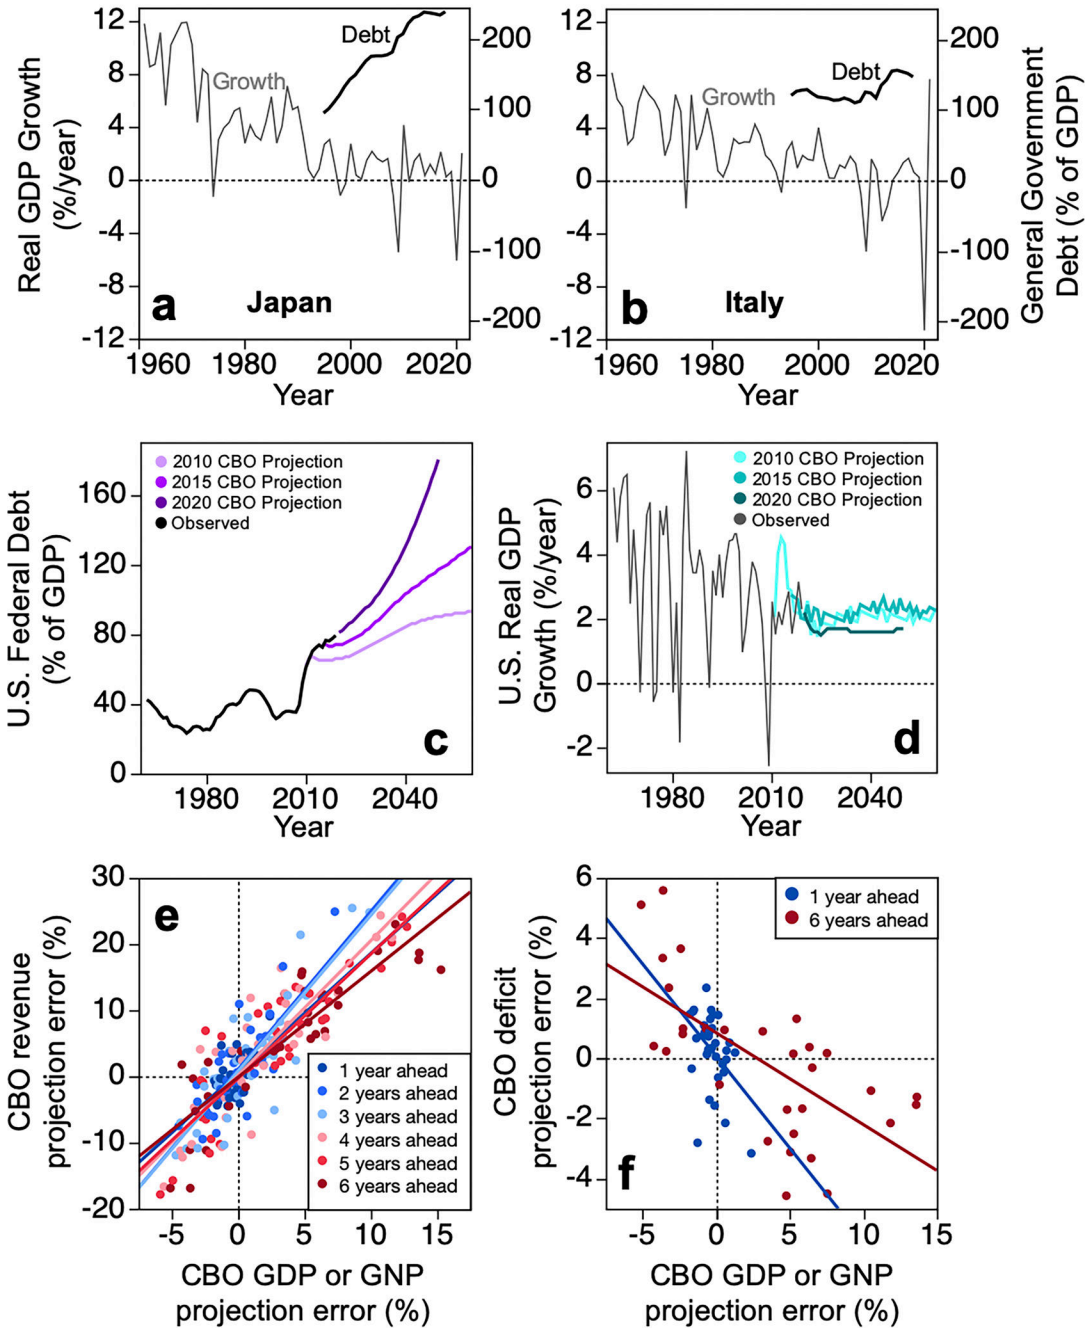 12
8
4
0
-4
-8
-12
Real GDP Growth
(%/year)
Debt
Growth
a
Japan
200
100
0
-100
-200
1960
1980
2000
2020
Year
12
8
4
0
-4
-8
-12
Debt
Growth
b
Italy
200
100
0
-100
-200
General Government
Debt (% of GDP)
1960
1980
2000
2020
Year
U.S. Federal Debt
(% of GDP)
160
120
80
40
0
2010 CBO Projection
2015 CBO Projection
2020 CBO Projection
Observed
c
1980
2010
2040
Year
U.S. Real GDP
Growth (%/year)
6
4
2
0
-2
2010 CBO Projection
2015 CBO Projection
2020 CBO Projection
Observed
d
1980
2010
2040
Year
CBO revenue
projection error (%)
30
20
10
0
-10
-20
e
1 year ahead
2 years ahead
3 years ahead
4 years ahead
5 years ahead
6 years ahead
-5
0
5
10
15
CBO GDP or GNP
projection error (%)
CBO deficit
projection error (%)
6
4
2
0
-2
-4
1 year ahead
6 years ahead
f
-5
0
5
10
15
CBO GDP or GNP
projection error (%)